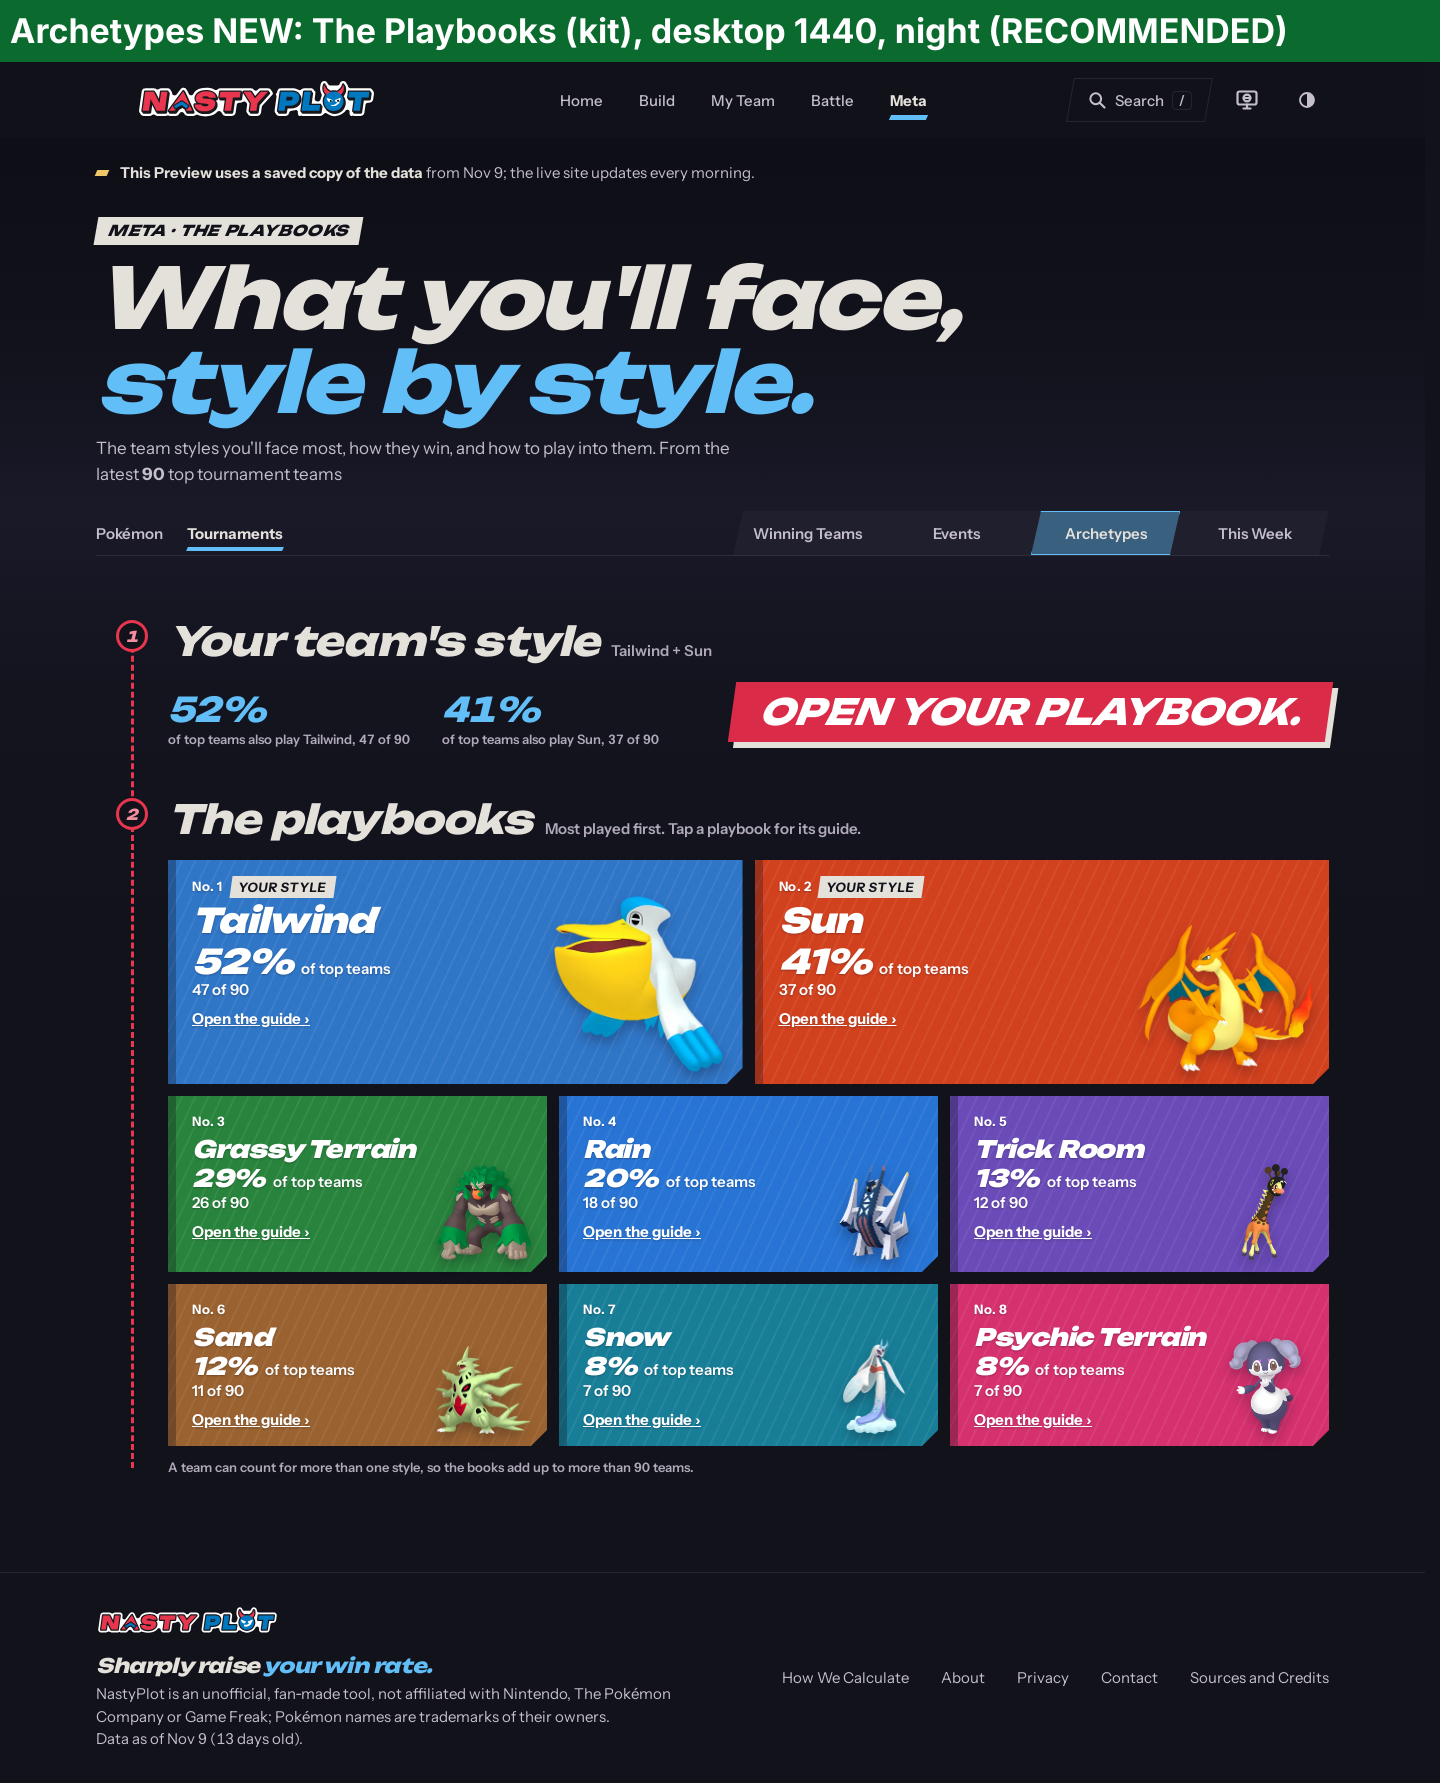 Archetypes NEW: The Playbooks (kit), desktop 1440, night (RECOMMENDED)
NASTY PLOT
Home Build My Team Battle Meta
Search /
This Preview uses a saved copy of the data from Nov 9; the live site updates every morning.
META · THE PLAYBOOKS
What you'll face,
style by style.
The team styles you'll face most, how they win, and how to play into them. From the
latest 90 top tournament teams
Pokémon Tournaments
Winning Teams Events Archetypes This Week
1
Your team's style Tailwind + Sun
52%
of top teams also play Tailwind, 47 of 90
41%
of top teams also play Sun, 37 of 90
OPEN YOUR PLAYBOOK.
2
The playbooks Most played first. Tap a playbook for its guide.
No. 1 YOUR STYLE
Tailwind
52% of top teams
47 of 90
Open the guide ›
No. 2 YOUR STYLE
Sun
41% of top teams
37 of 90
Open the guide ›
No. 3
Grassy Terrain
29% of top teams
26 of 90
Open the guide ›
No. 4
Rain
20% of top teams
18 of 90
Open the guide ›
No. 5
Trick Room
13% of top teams
12 of 90
Open the guide ›
No. 6
Sand
12% of top teams
11 of 90
Open the guide ›
No. 7
Snow
8% of top teams
7 of 90
Open the guide ›
No. 8
Psychic Terrain
8% of top teams
7 of 90
Open the guide ›
A team can count for more than one style, so the books add up to more than 90 teams.
NASTY PLOT
Sharply raise your win rate.
NastyPlot is an unofficial, fan-made tool, not affiliated with Nintendo, The Pokémon
Company or Game Freak; Pokémon names are trademarks of their owners.
Data as of Nov 9 (13 days old).
How We Calculate About Privacy Contact Sources and Credits